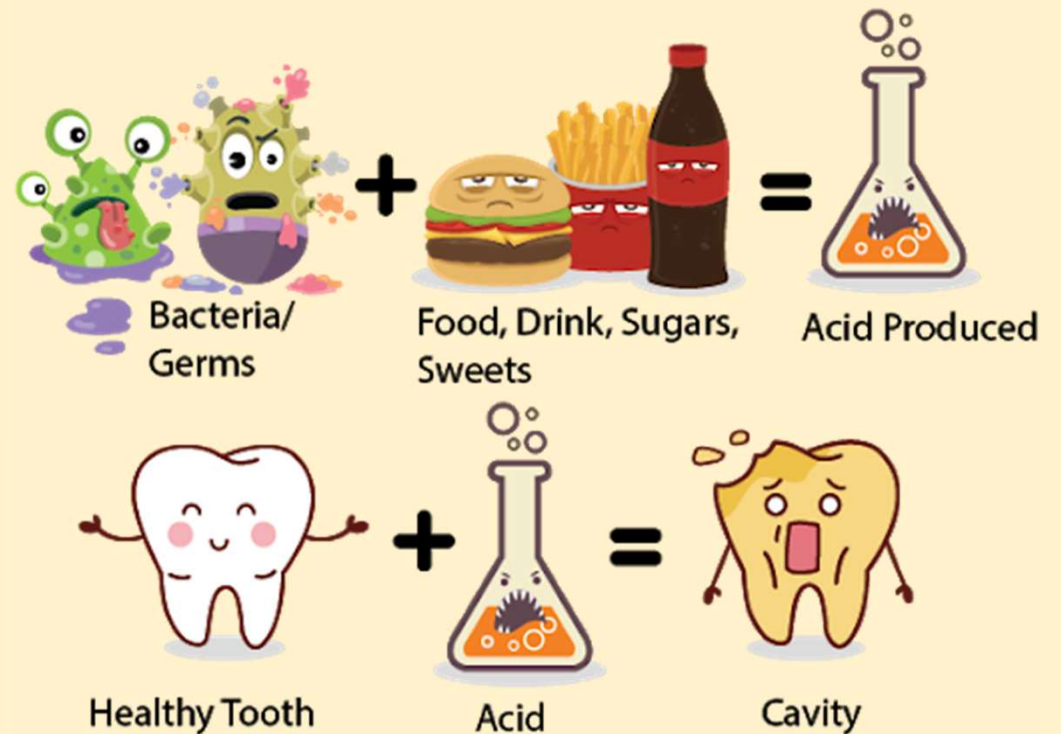 Bacteria/
Germs
Food, Drink, Sugars,
Sweets
Acid Produced
Healthy Tooth
Acid
Cavity